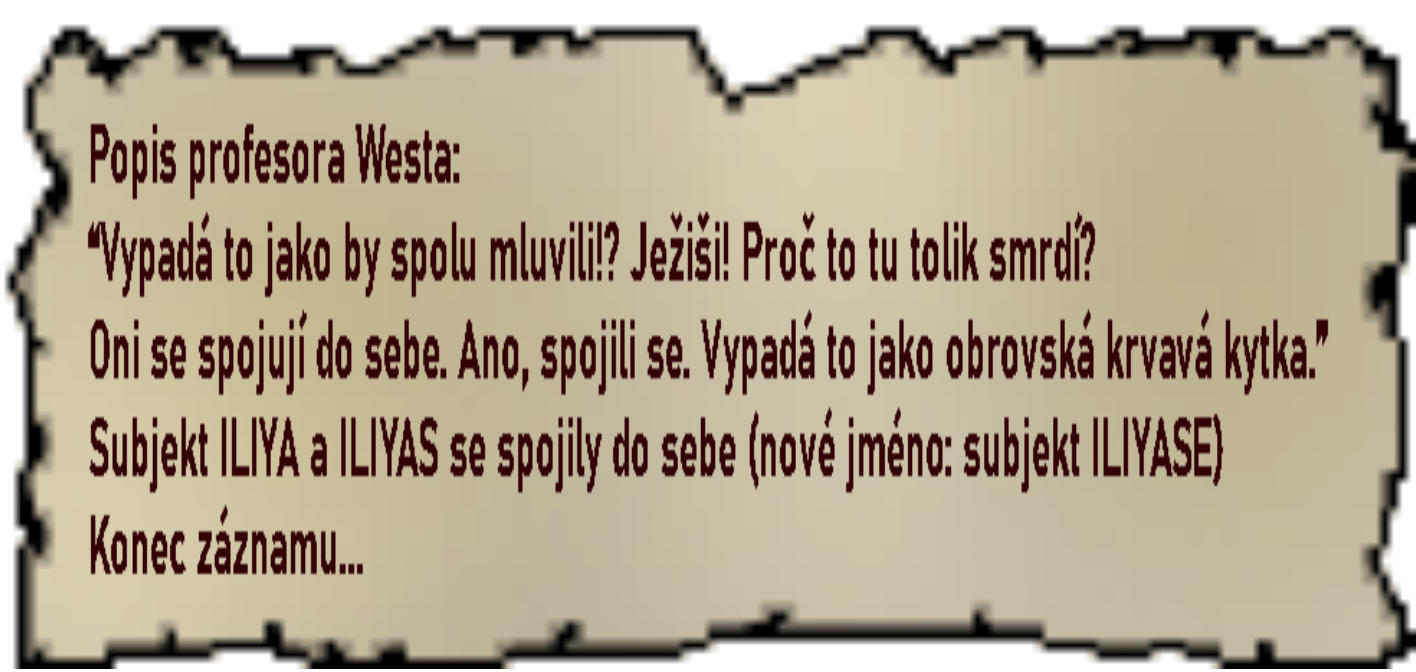 Popis profesora Westa:
“Vypadá to jako by spolu mluvili!? Ježiši! Proč to tu tolik smrdí?
Oni se spojují do sebe. Ano, spojili se. Vypadá to jako obrovská krvavá kytka.”
Subjekt ILIYA a ILIYAS se spojily do sebe (nové jméno: subjekt ILIYASE)
Konec záznamu...